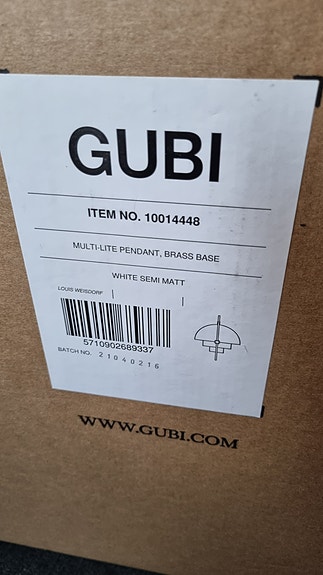 GUBI
ITEM NO. 10014448
MULTI-LITE PENDANT, BRASS BASE
WHITE SEMI MATT
LOUIS WEISDORF
5710902689337
BATCH NO. 21040216
WWW.GUBI.COM